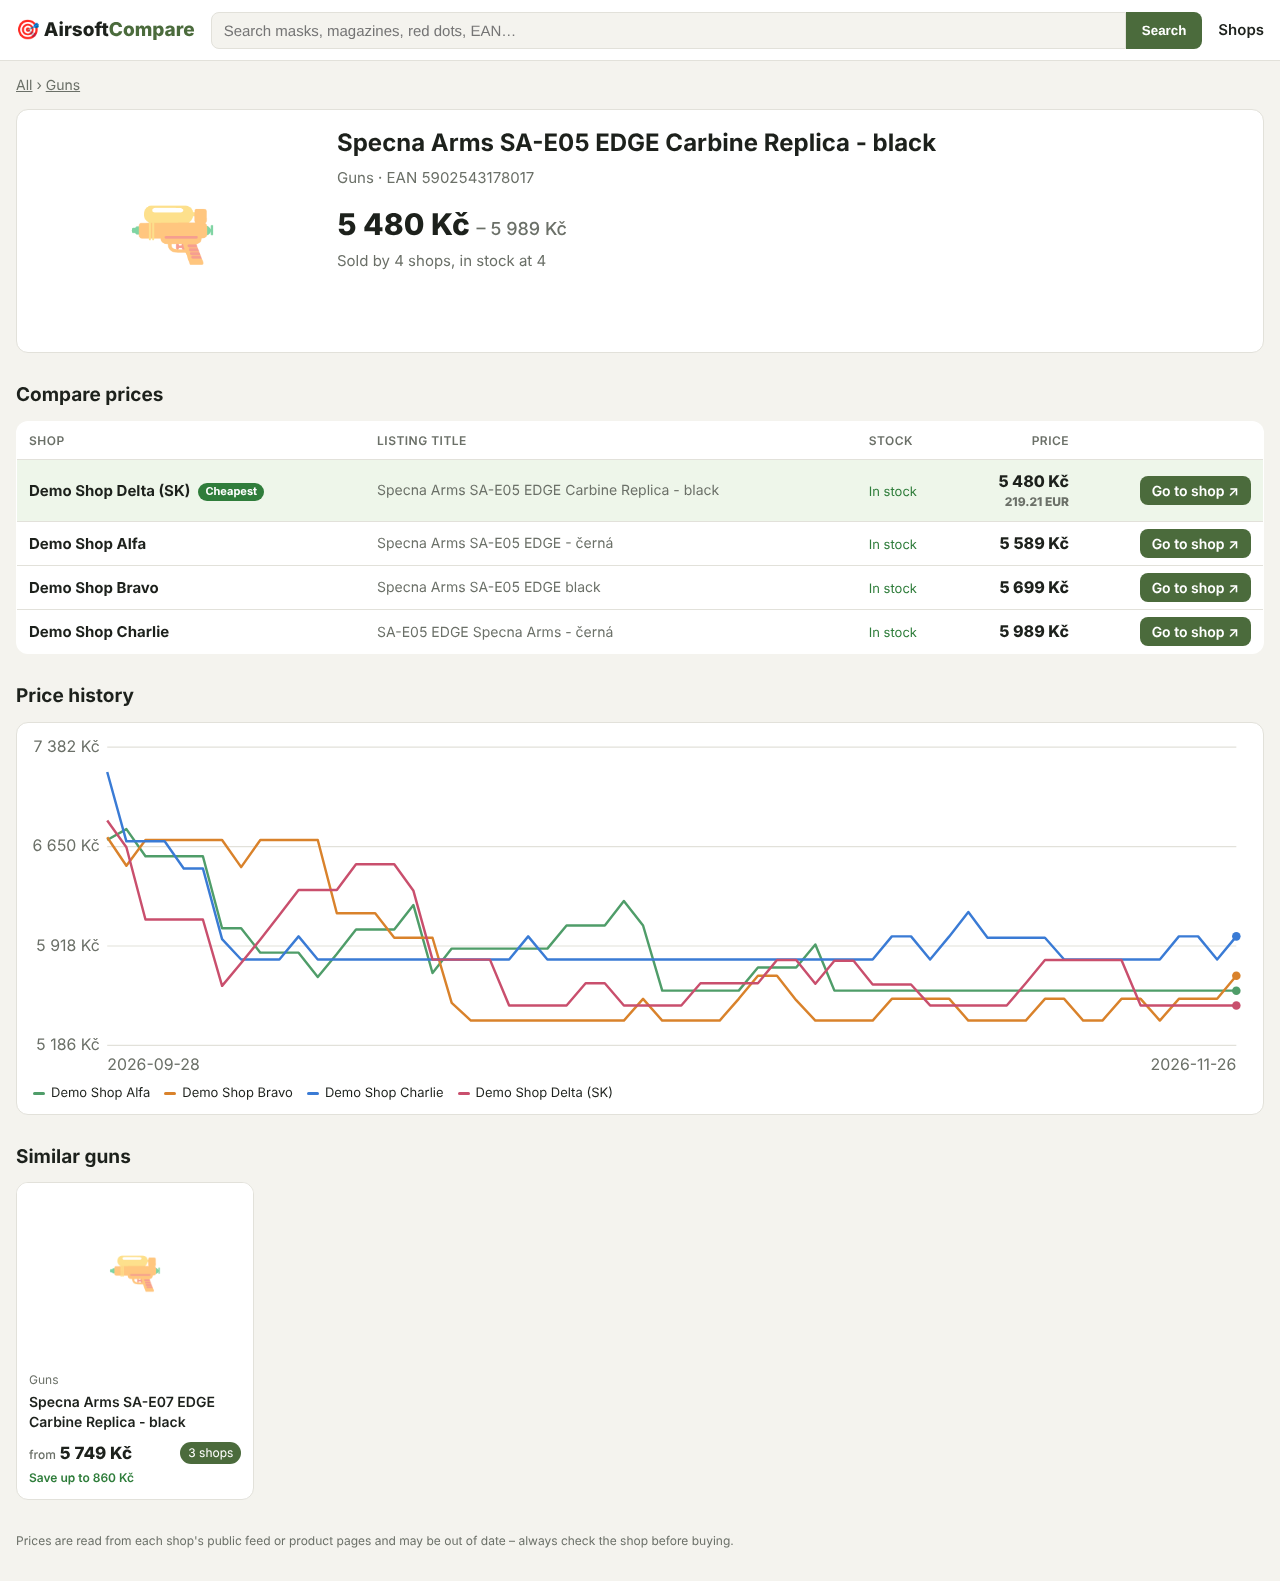 AirsoftCompare
Search masks, magazines, red dots, EAN…
Search
Shops
All › Guns
Specna Arms SA-E05 EDGE Carbine Replica - black
Guns · EAN 5902543178017
5 480 Kč – 5 989 Kč
Sold by 4 shops, in stock at 4
Compare prices
SHOP LISTING TITLE STOCK PRICE
Demo Shop Delta (SK) Cheapest Specna Arms SA-E05 EDGE Carbine Replica - black In stock 5 480 Kč Go to shop ↗
219.21 EUR
Demo Shop Alfa Specna Arms SA-E05 EDGE - černá In stock 5 589 Kč Go to shop ↗
Demo Shop Bravo Specna Arms SA-E05 EDGE black In stock 5 699 Kč Go to shop ↗
Demo Shop Charlie SA-E05 EDGE Specna Arms - černá In stock 5 989 Kč Go to shop ↗
Price history
7 382 Kč
6 650 Kč
5 918 Kč
5 186 Kč
2026-09-28 2026-11-26
Demo Shop Alfa Demo Shop Bravo Demo Shop Charlie Demo Shop Delta (SK)
Similar guns
Guns
Specna Arms SA-E07 EDGE
Carbine Replica - black
from 5 749 Kč 3 shops
Save up to 860 Kč
Prices are read from each shop's public feed or product pages and may be out of date – always check the shop before buying.